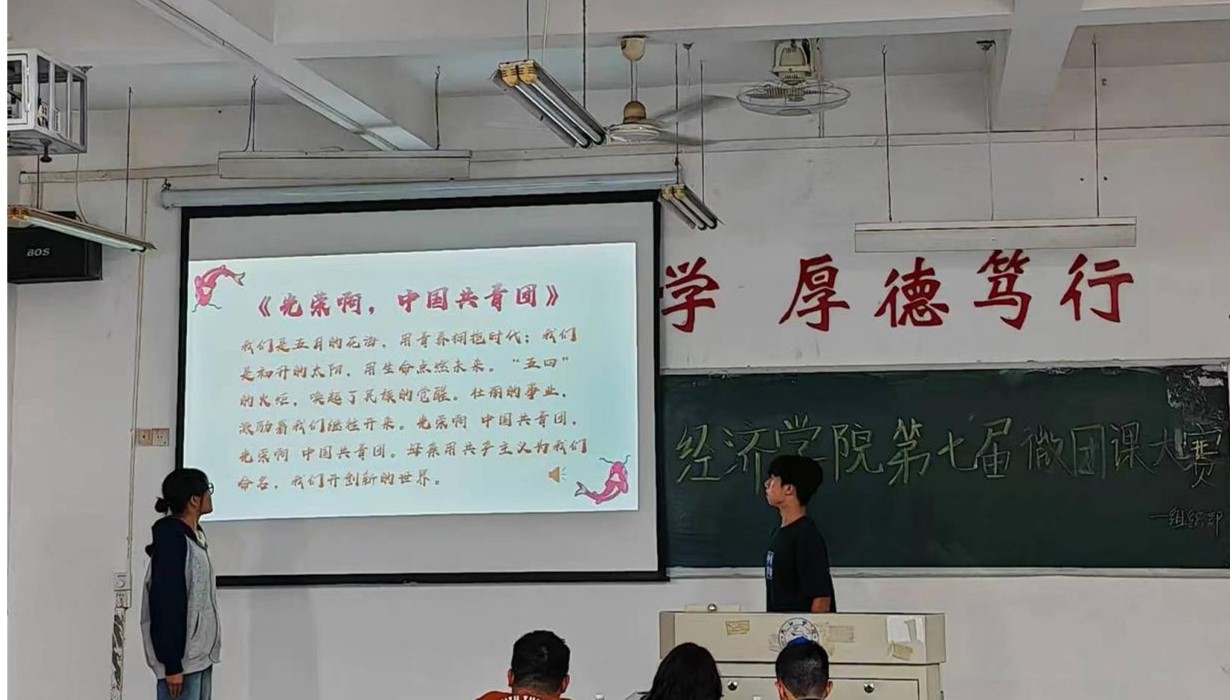 BOS
《光荣啊，中国共青团》
我们是五月的花海，用青春拥抱时代；我们
是初升的太阳，用生命点燃未来。“五四”
的火炬，唤起了民族的觉醒。壮丽的事业，
激励着我们继往开来。光荣啊 中国共青团，
光荣啊 中国共青团。母亲用共产主义为我们
命名，我们开创新的世界。
学 厚德笃行
经济学院第七届微团课大赛
—组织部